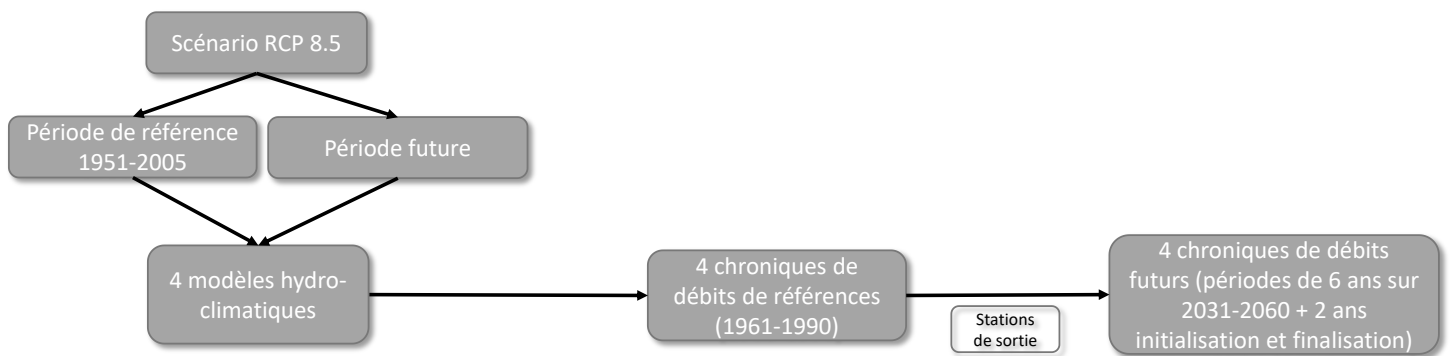 Scénario RCP 8.5
Période de référence
1951-2005
Période future
4 modèles hydro-
climatiques
4 chroniques de
débits de références
(1961-1990)
Stations
de sortie
4 chroniques de débits
futurs (périodes de 6 ans sur
2031-2060 + 2 ans
initialisation et finalisation)